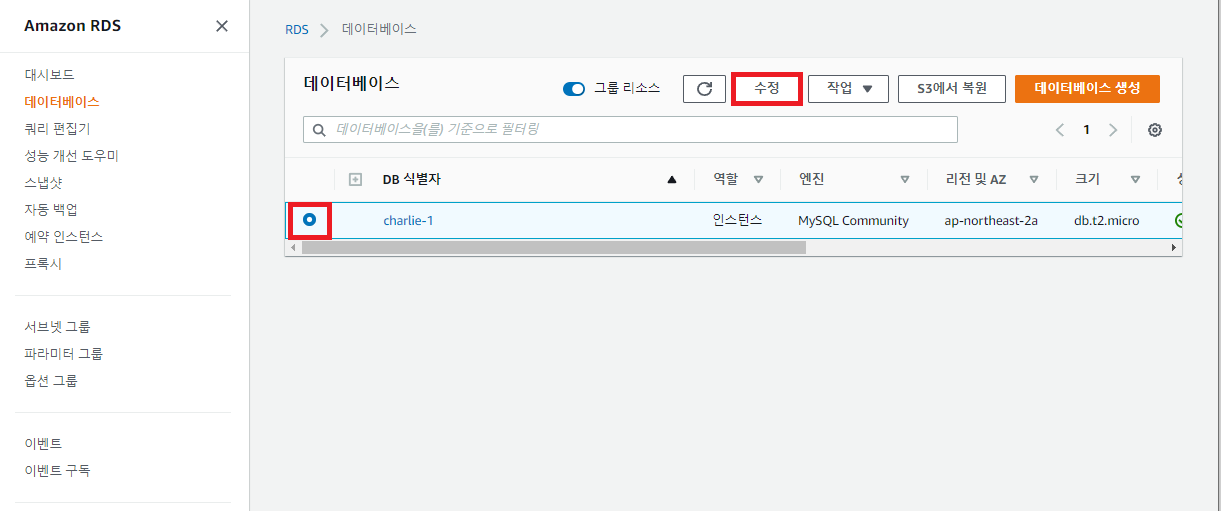 Amazon RDS
대시보드
데이터베이스
쿼리 편집기
성능 개선 도우미
스냅샷
자동 백업
예약 인스턴스
프록시
서브넷 그룹
파라미터 그룹
옵션 그룹
이벤트
이벤트 구독
RDS 데이터베이스
데이터베이스 그룹 리소스 수정 작업 S3에서 복원 데이터베이스 생성
데이터베이스을(를) 기준으로 필터링 1
DB 식별자 역할 엔진 리전 및 AZ 크기
charlie-1 인스턴스 MySQL Community ap-northeast-2a db.t2.micro